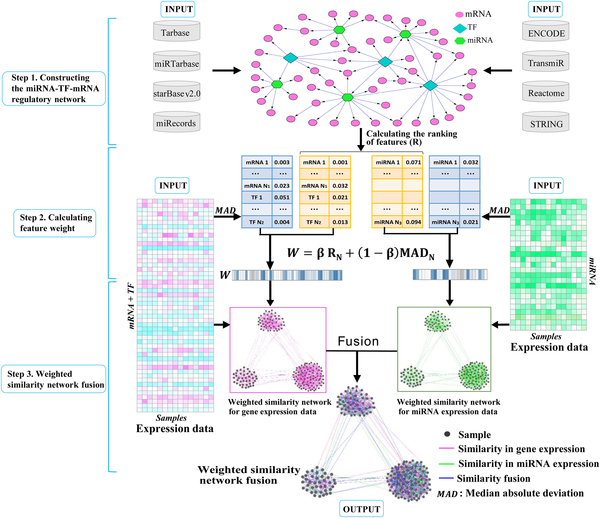 INPUT
Tarbase
miRTarbase
starBasev2.0
miRecords
mRNA
TF
miRNA
INPUT
ENCODE
TransmiR
Reactome
STRING
Step 1. Constructing
the miRNA-TF-mRNA
regulatory network
Calculating the ranking
of features (R)
Step 2. Calculating
feature weight
INPUT
MAD
mRNA 1 0.003
... ...
mRNA N₁ 0.023
TF 1 0.051
... ...
TF N₂ 0.004
mRNA 1 0.001
... ...
mRNA N₁ 0.032
TF 1 0.021
... ...
TF N₂ 0.013
miRNA 1 0.071
... ...
miRNA N₃ 0.094
miRNA 1 0.032
... ...
miRNA N₃ 0.021
MAD
INPUT
W = β R_N + (1 − β)MAD_N
W
mRNA + TF
miRNA
Samples
Expression data
Step 3. Weighted
similarity network fusion
Fusion
Weighted similarity network
for gene expression data
Weighted similarity network
for miRNA expression data
Samples
Expression data
Weighted similarity
network fusion
OUTPUT
Sample
Similarity in gene expression
Similarity in miRNA expression
Similarity fusion
MAD : Median absolute deviation